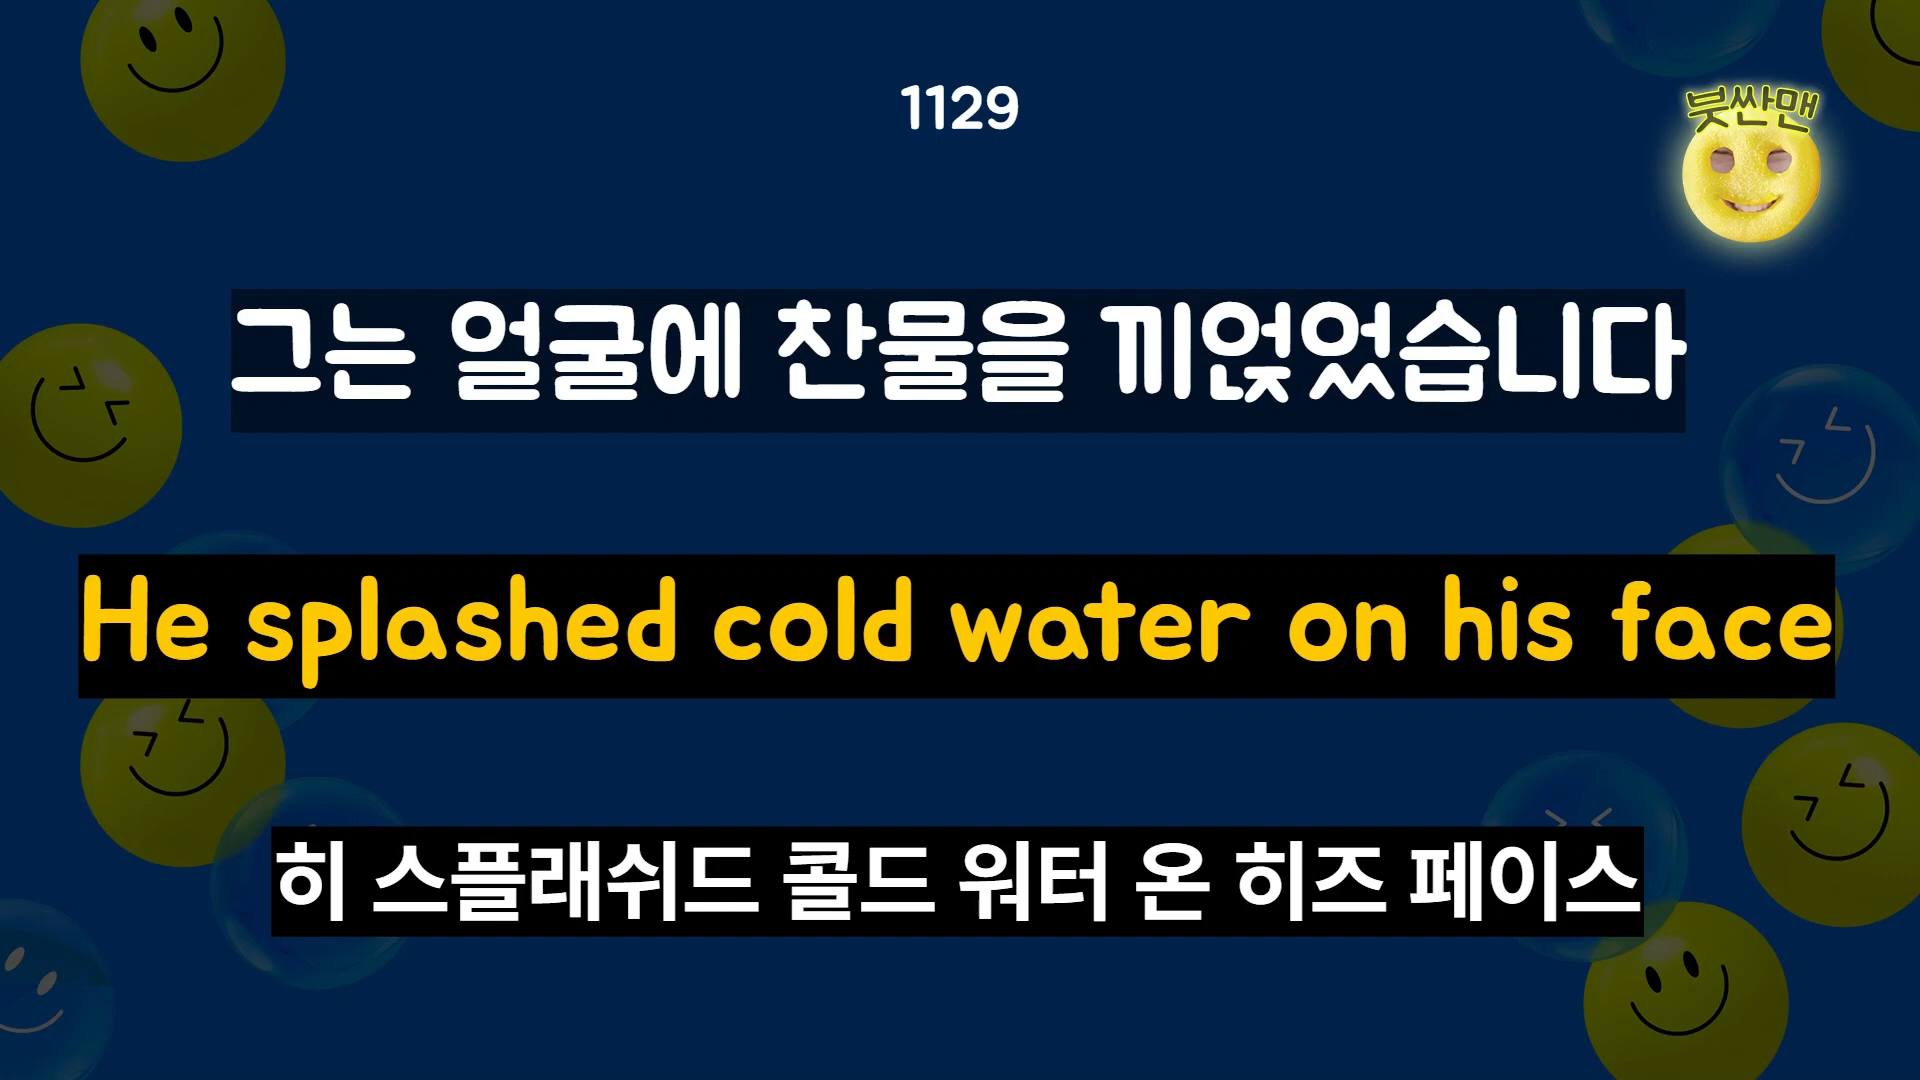 1129
붓싼맨
그는 얼굴에 찬물을 끼얹었습니다
He splashed cold water on his face
히 스플래쉬드 콜드 워터 온 히즈 페이스